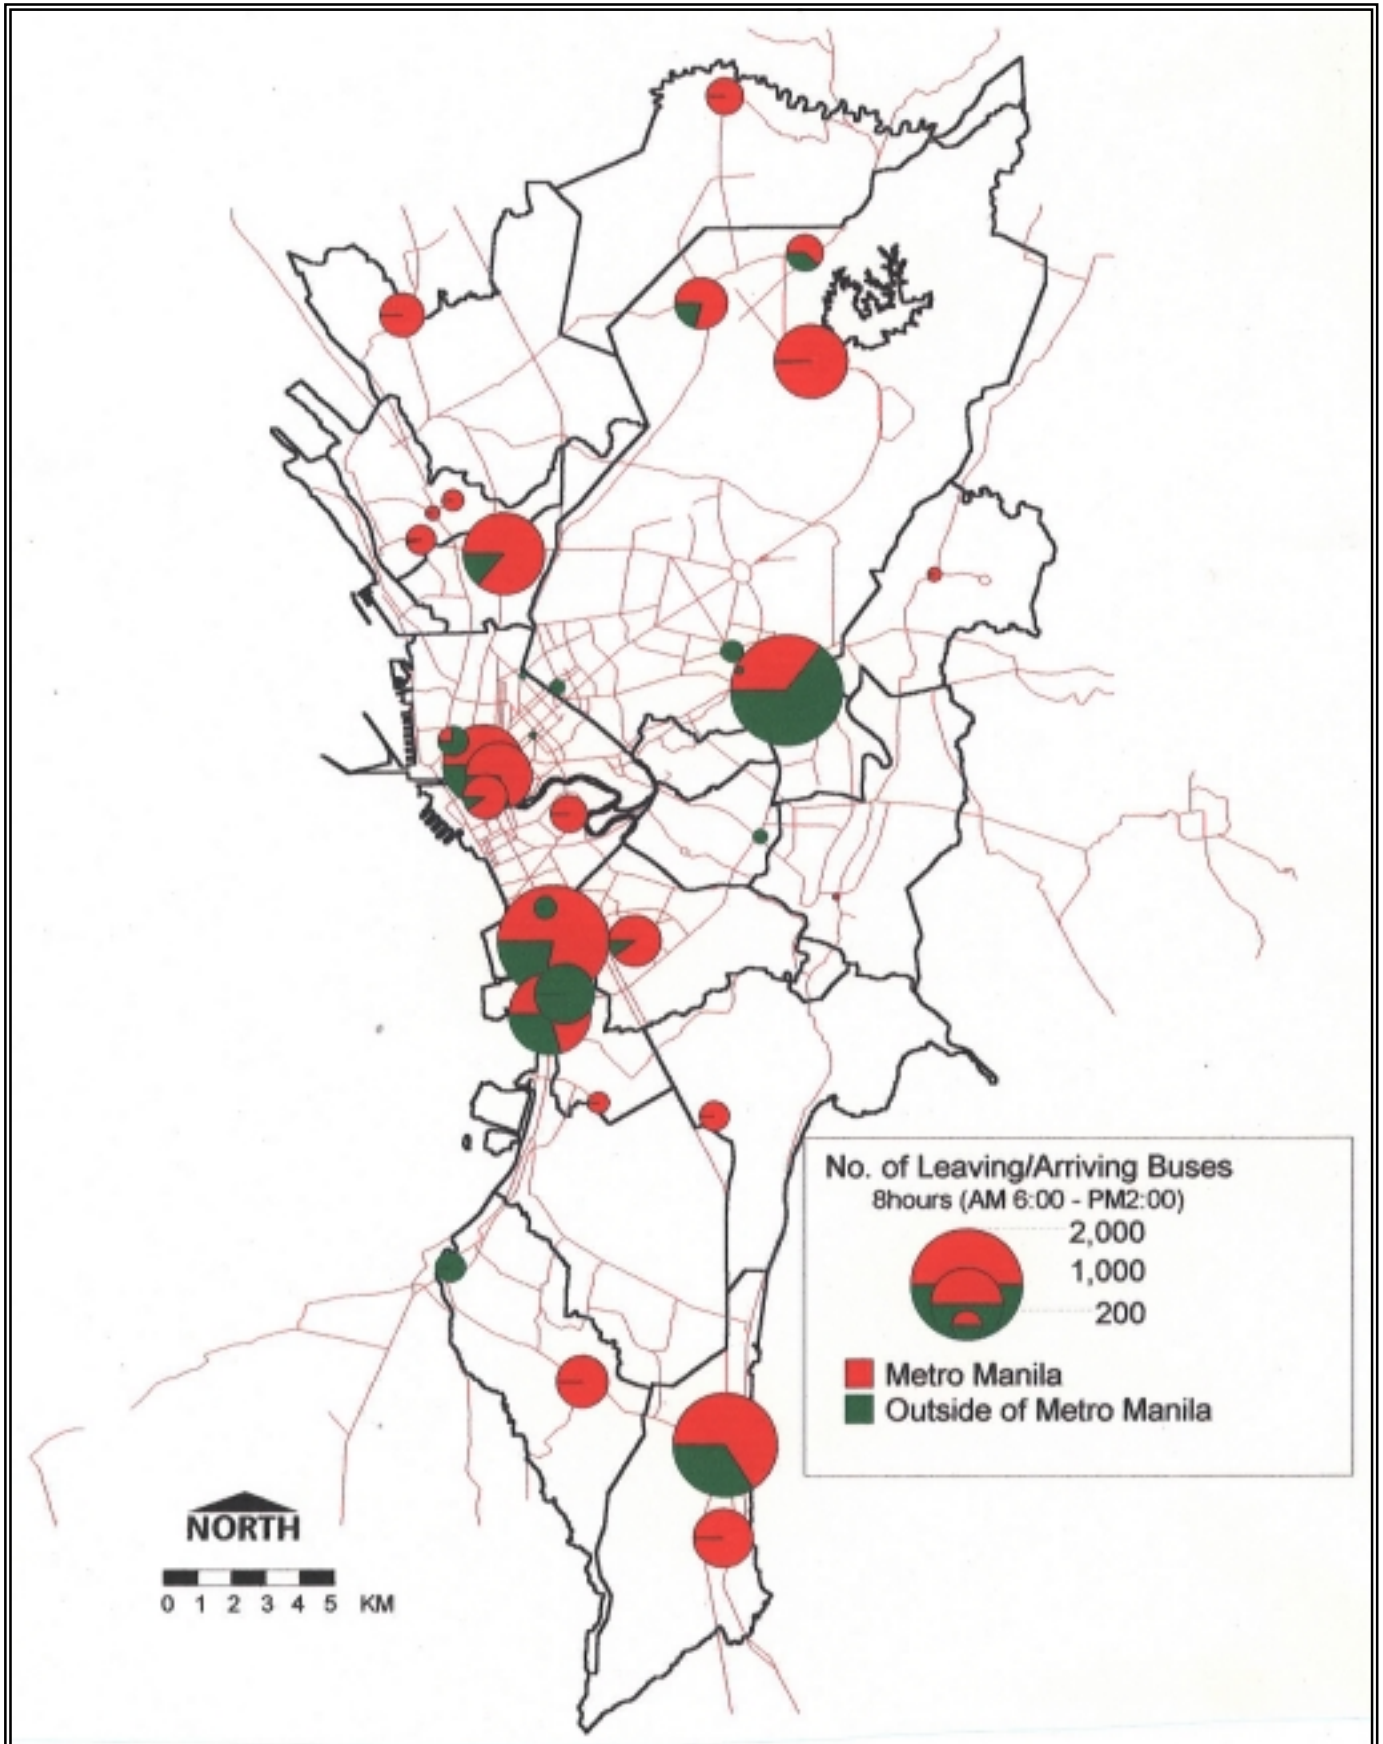 No. of Leaving/Arriving Buses
8hours (AM 6:00 - PM2:00)
2,000
1,000
200
Metro Manila
Outside of Metro Manila
NORTH
0 1 2 3 4 5 KM